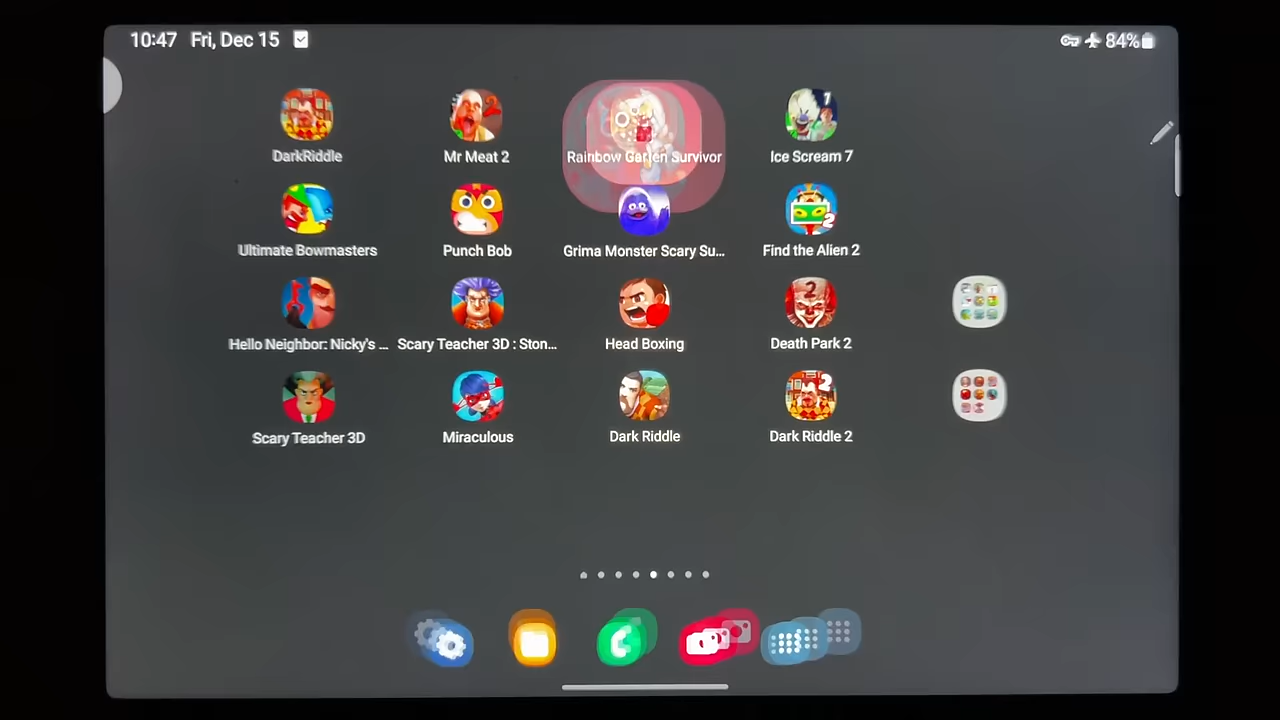 10:47 Fri, Dec 15
84%
DarkRiddle
Mr Meat 2
Rainbow Garten Survivor
Ice Scream 7
Ultimate Bowmasters
Punch Bob
Grima Monster Scary Su...
Find the Alien 2
Hello Neighbor: Nicky's ...
Scary Teacher 3D : Ston...
Head Boxing
Death Park 2
Scary Teacher 3D
Miraculous
Dark Riddle
Dark Riddle 2